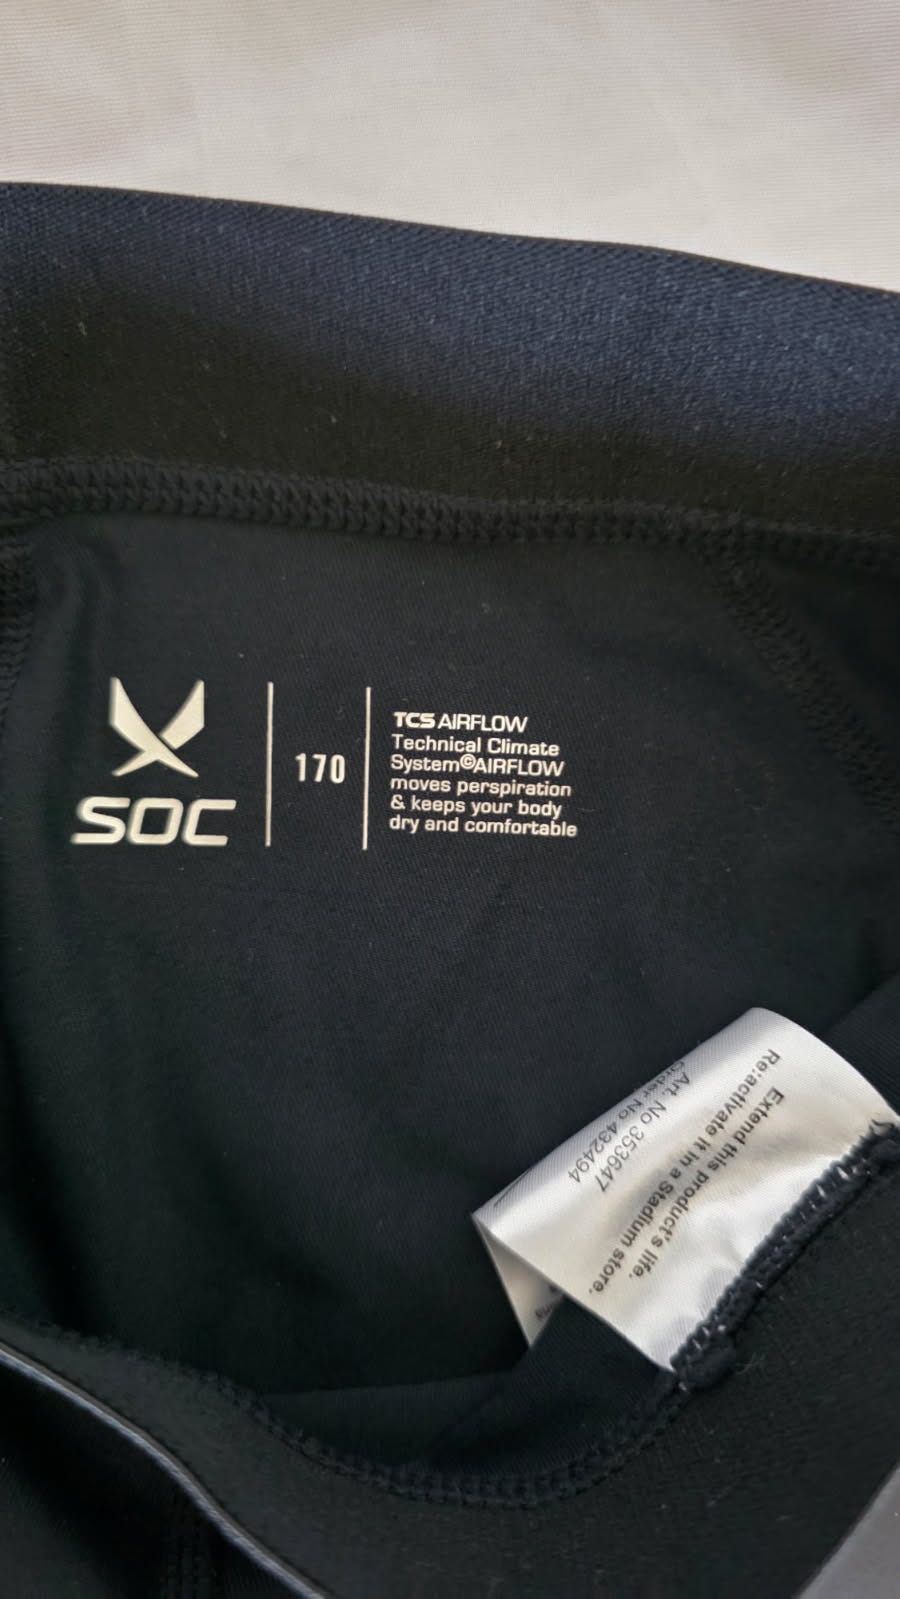 SOC
170
TCS AIRFLOW
Technical Climate
System©AIRFLOW
moves perspiration
& keeps your body
dry and comfortable
Extend this product's life.
Re:activate it in a Stadium store.
Art. No 353647
Order No 432494